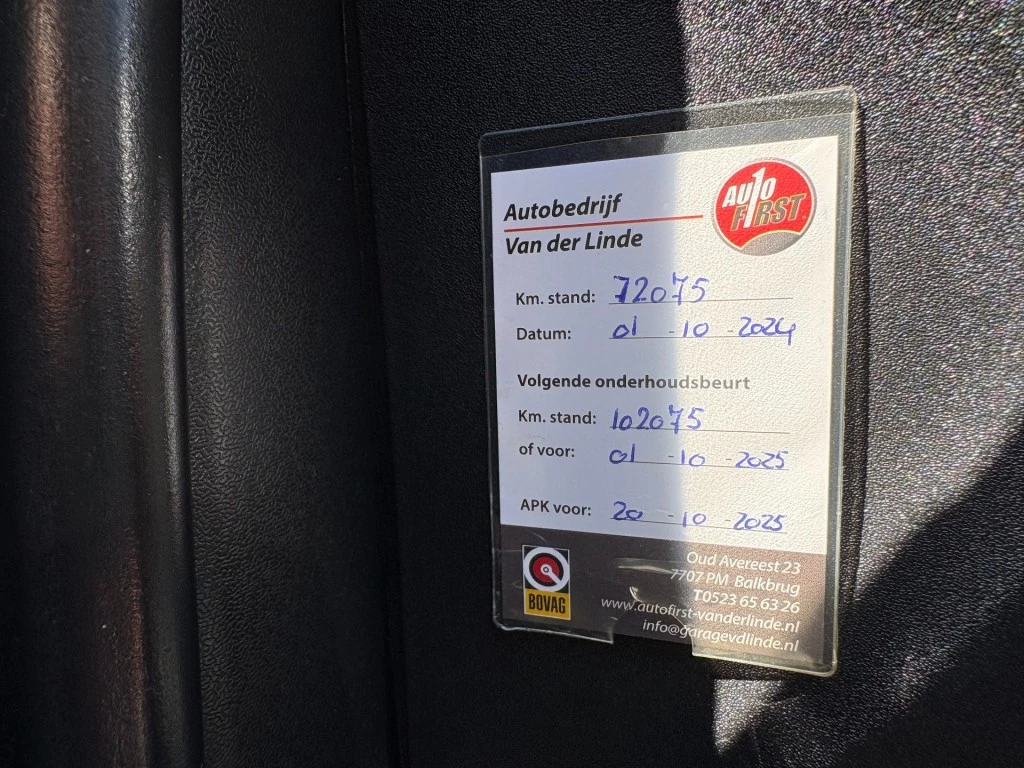 Autobedrijf
Van der Linde
AUTO
FIRST
Km. stand: 72075
Datum: 01 - 10 - 2024
Volgende onderhoudsbeurt
Km. stand: 102075
of voor: 01 - 10 - 2025
APK voor: 20 - 10 - 2025
BOVAG
Oud Avereest 23
7707 PM Balkbrug
T0523 65 63 26
www.autofirst-vanderlinde.nl
info@garagevdlinde.nl